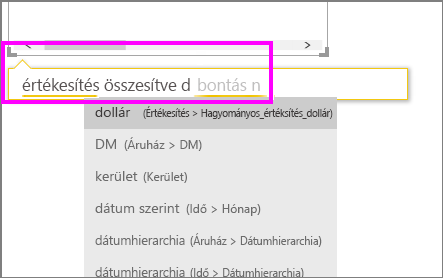 értékesítés összesítve d bontás n
dollár (Értékesítés > Hagyományos_értéksítés_dollár)
DM (Áruház > DM)
kerület (Kerület)
dátum szerint (Idő > Hónap)
dátumhierarchia (Áruház > Dátumhierarchia)
dátumhierarchia (Idő > Dátumhierarchia)